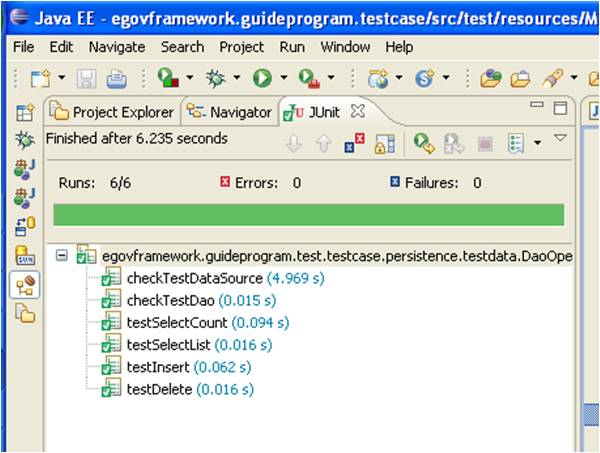 Java EE - egovframework.guideprogram.testcase/src/test/resources/M
File Edit Navigate Search Project Run Window Help
Project Explorer Navigator JUnit
Finished after 6.235 seconds
Runs: 6/6 Errors: 0 Failures: 0
egovframework.guideprogram.test.testcase.persistence.testdata.DaoOpe
checkTestDataSource (4.969 s)
checkTestDao (0.015 s)
testSelectCount (0.094 s)
testSelectList (0.016 s)
testInsert (0.062 s)
testDelete (0.016 s)